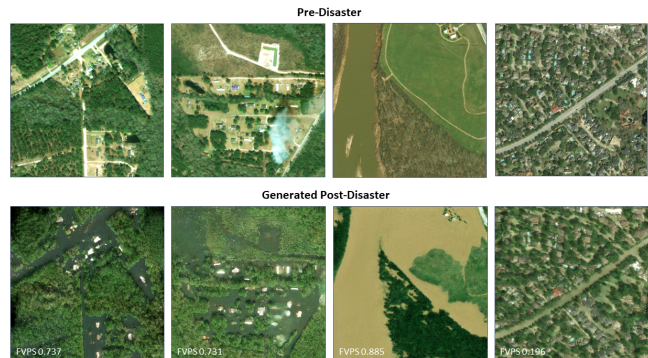 Pre-Disaster
Generated Post-Disaster
FVPS 0.737
FVPS 0.731
FVPS 0.885
FVPS 0.196